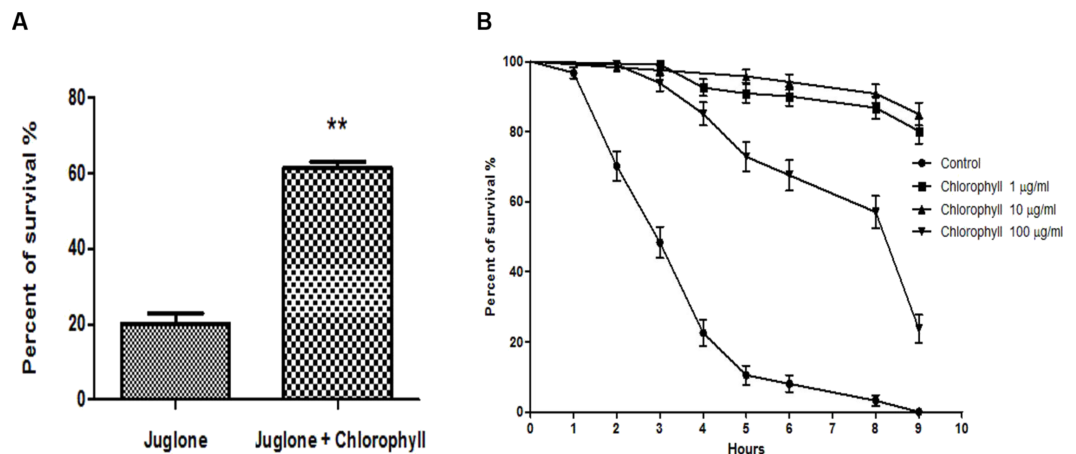 A
Percent of survival %
80
60
40
20
0
**
Juglone
Juglone + Chlorophyll
B
Percent of survival %
100
80
60
40
20
0
0 1 2 3 4 5 6 7 8 9 10
Hours
Control
Chlorophyll 1 μg/ml
Chlorophyll 10 μg/ml
Chlorophyll 100 μg/ml